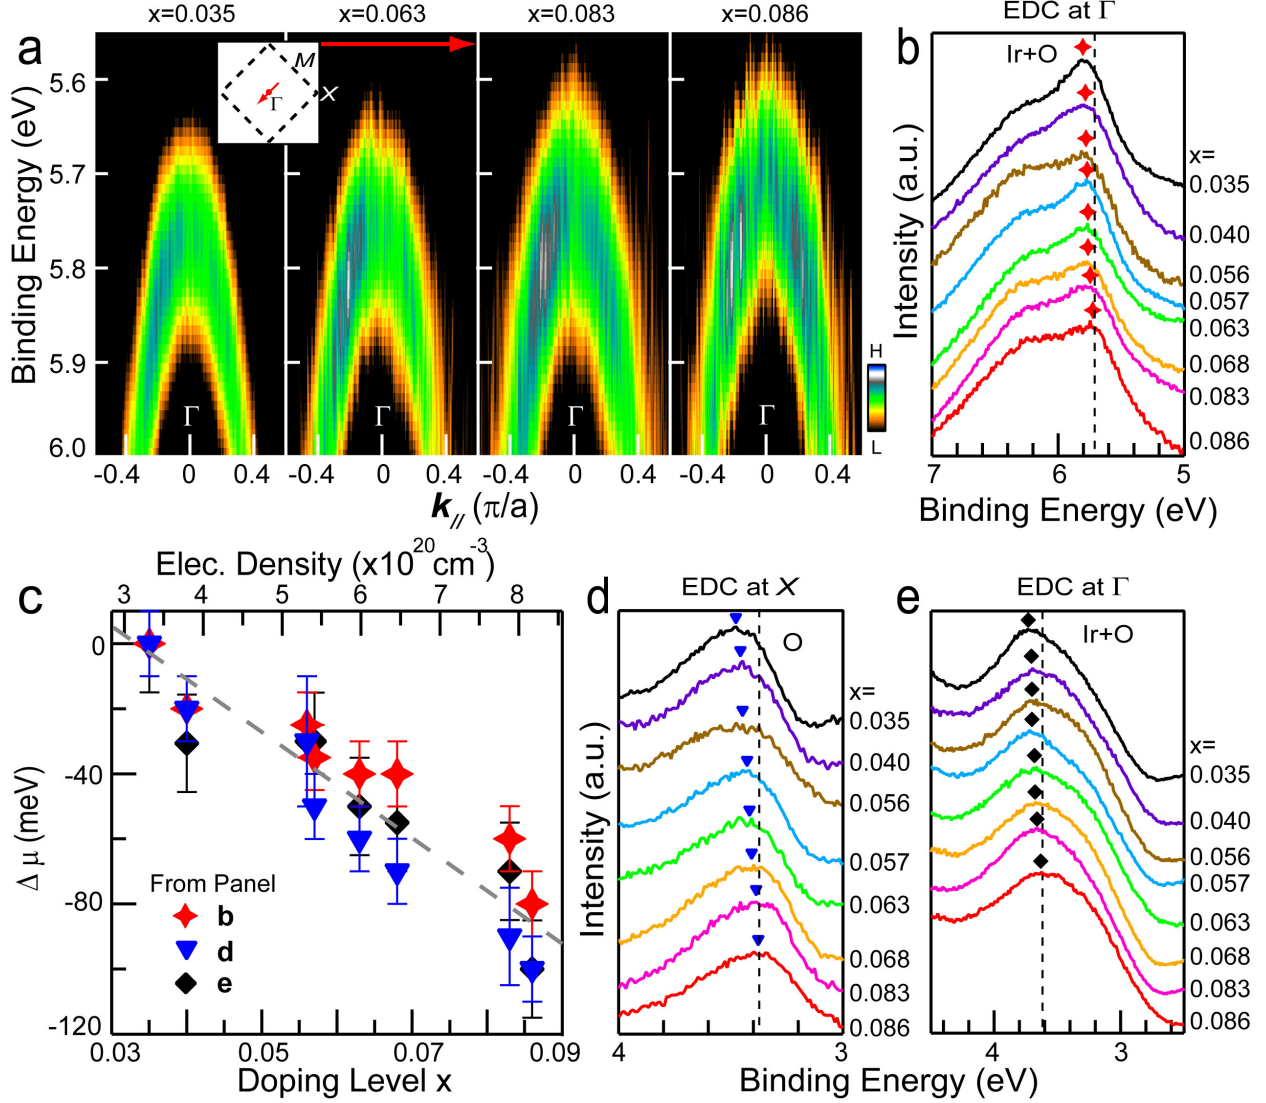 x=0.035 x=0.063 x=0.083 x=0.086
a
M
X
Γ
Binding Energy (eV)
5.6
5.7
5.8
5.9
6.0
Γ Γ Γ Γ
H
L
-0.4 0 0.4 -0.4 0 0.4 -0.4 0 0.4 -0.4 0 0.4
k// (π/a)
EDC at Γ
b
Ir+O
Intensity (a.u.)
x=
0.035
0.040
0.056
0.057
0.063
0.068
0.083
0.086
7 6 5
Binding Energy (eV)
Elec. Density (x10²⁰cm⁻³)
c
3 4 5 6 7 8
Δ μ (meV)
0
-40
-80
-120
From Panel
b
d
e
0.03 0.05 0.07 0.09
Doping Level x
EDC at X
d
O
Intensity (a.u.)
x=
0.035
0.040
0.056
0.057
0.063
0.068
0.083
0.086
4 3
EDC at Γ
e
Ir+O
x=
0.035
0.040
0.056
0.057
0.063
0.068
0.083
0.086
4 3
Binding Energy (eV)